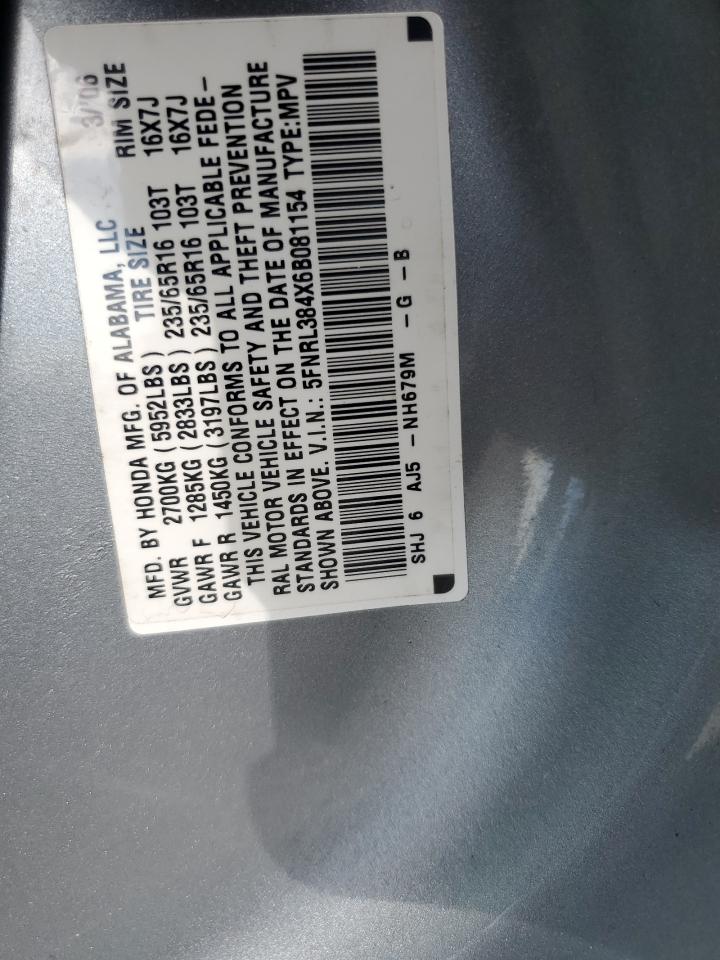 MFD. BY HONDA MFG. OF ALABAMA, LLC 3/'06
GVWR 2700KG (5952LBS) TIRE SIZE RIM SIZE
GAWR F 1285KG (2833LBS) 235/65R16 103T 16X7J
GAWR R 1450KG (3197LBS) 235/65R16 103T 16X7J
THIS VEHICLE CONFORMS TO ALL APPLICABLE FEDE-
RAL MOTOR VEHICLE SAFETY AND THEFT PREVENTION
STANDARDS IN EFFECT ON THE DATE OF MANUFACTURE
SHOWN ABOVE. V.I.N.: 5FNRL384X6B081154 TYPE:MPV
SHJ 6 AJ5 -NH679M -G -B